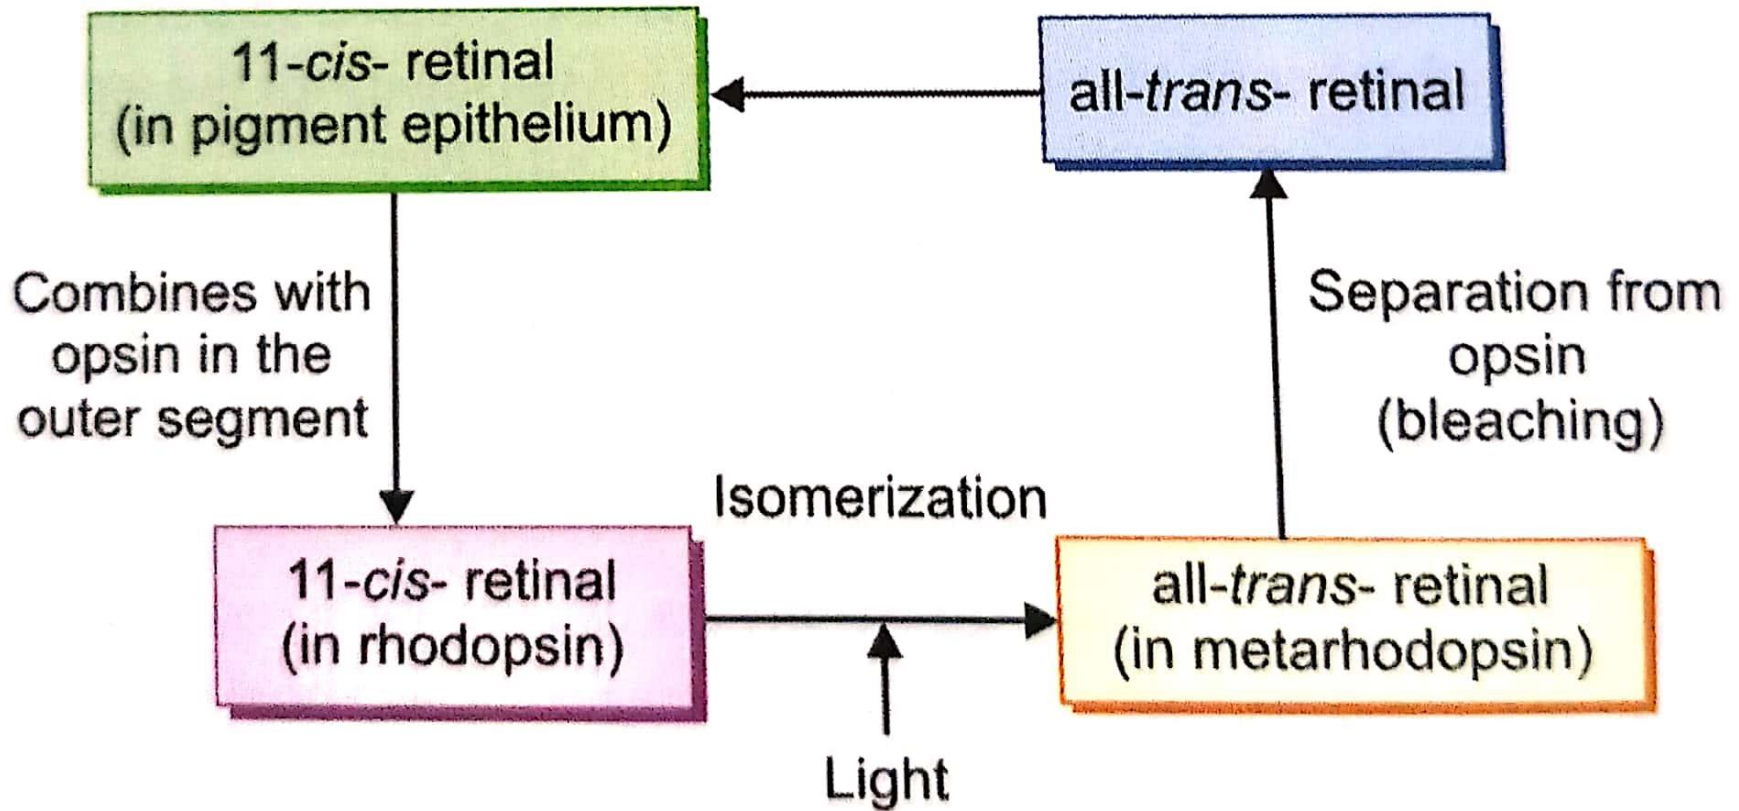 11-cis- retinal
(in pigment epithelium)
all-trans- retinal
Combines with
opsin in the
outer segment
Separation from
opsin
(bleaching)
Isomerization
11-cis- retinal
(in rhodopsin)
all-trans- retinal
(in metarhodopsin)
Light